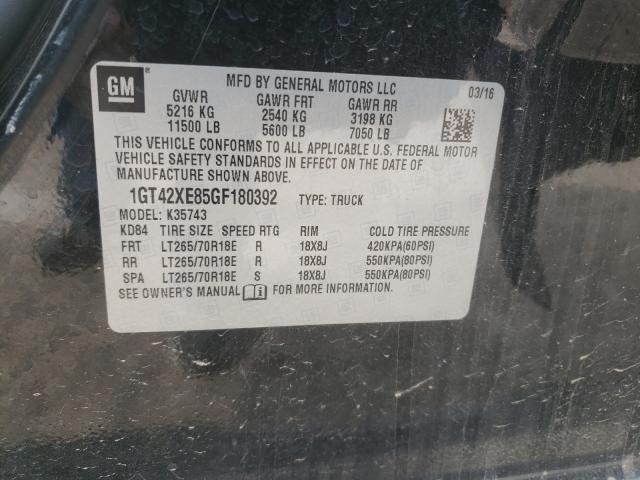 GM ®
MFD BY GENERAL MOTORS LLC 03/16
GVWR GAWR FRT GAWR RR
5216 KG 2540 KG 3198 KG
11500 LB 5600 LB 7050 LB
THIS VEHICLE CONFORMS TO ALL APPLICABLE U.S. FEDERAL MOTOR
VEHICLE SAFETY STANDARDS IN EFFECT ON THE DATE OF
MANUFACTURE SHOWN ABOVE.
1GT42XE85GF180392 TYPE: TRUCK
MODEL: K35743
KD84 TIRE SIZE SPEED RTG RIM COLD TIRE PRESSURE
FRT LT265/70R18E R 18X8J 420KPA(60PSI)
RR LT265/70R18E R 18X8J 550KPA(80PSI)
SPA LT265/70R18E S 18X8J 550KPA(80PSI)
SEE OWNER'S MANUAL FOR MORE INFORMATION.